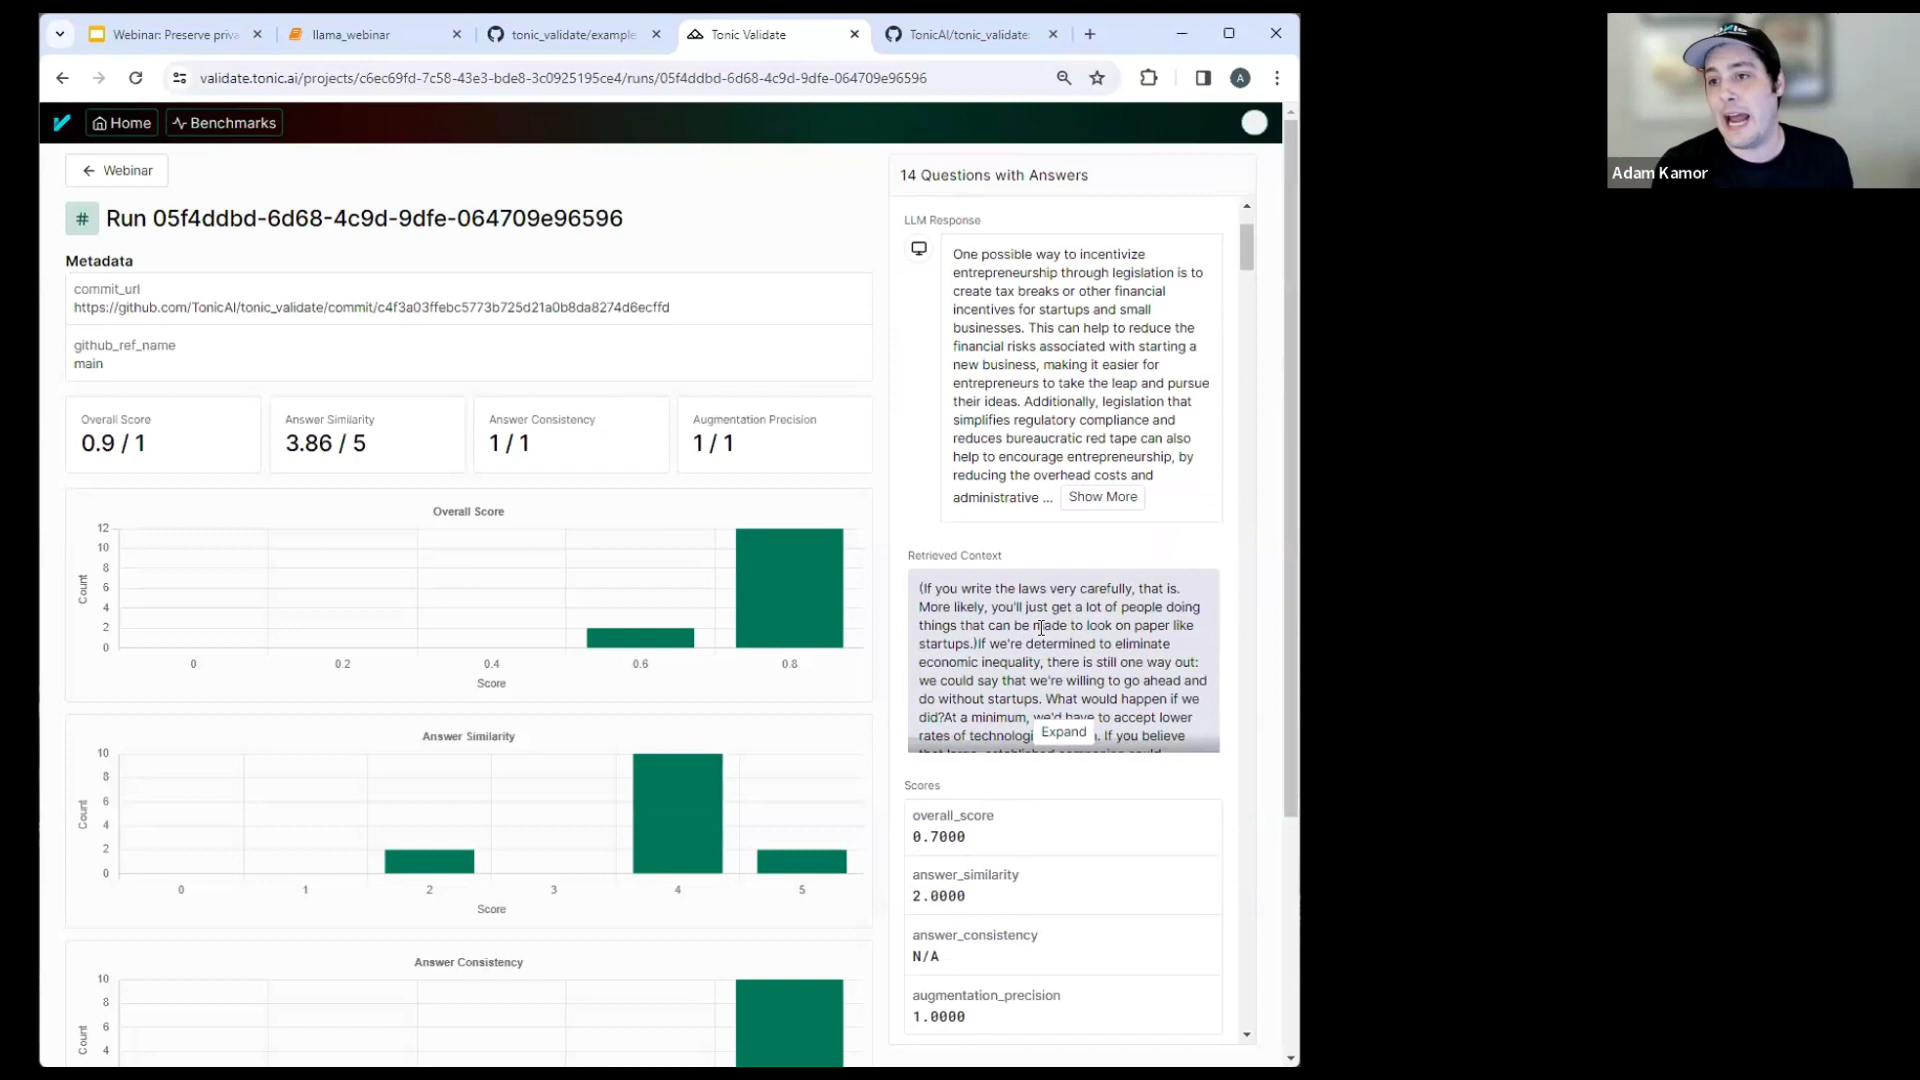 Webinar: Preserve priva
llama_webinar
tonic_validate/example
Tonic Validate
TonicAI/tonic_validate:
validate.tonic.ai/projects/c6ec69fd-7c58-43e3-bde8-3c0925195ce4/runs/05f4ddbd-6d68-4c9d-9dfe-064709e96596
A
Home
Benchmarks
Adam Kamor
Webinar
# Run 05f4ddbd-6d68-4c9d-9dfe-064709e96596
Metadata
commit_url
https://github.com/TonicAI/tonic_validate/commit/c4f3a03ffebc5773b725d21a0b8da8274d6ecffd
github_ref_name
main
Overall Score
0.9 / 1
Answer Similarity
3.86 / 5
Answer Consistency
1 / 1
Augmentation Precision
1 / 1
Overall Score
Count
12
10
8
6
4
2
0
0 0.2 0.4 0.6 0.8
Score
Answer Similarity
Count
10
8
6
4
2
0
0 1 2 3 4 5
Score
Answer Consistency
Count
10
8
6
4
14 Questions with Answers
LLM Response
One possible way to incentivize
entrepreneurship through legislation is to
create tax breaks or other financial
incentives for startups and small
businesses. This can help to reduce the
financial risks associated with starting a
new business, making it easier for
entrepreneurs to take the leap and pursue
their ideas. Additionally, legislation that
simplifies regulatory compliance and
reduces bureaucratic red tape can also
help to encourage entrepreneurship, by
reducing the overhead costs and
administrative ... Show More
Retrieved Context
(If you write the laws very carefully, that is.
More likely, you'll just get a lot of people doing
things that can be made to look on paper like
startups.)If we're determined to eliminate
economic inequality, there is still one way out:
we could say that we're willing to go ahead and
do without startups. What would happen if we
did?At a minimum, we'd have to accept lower
rates of technologi . If you believe
Expand
Scores
overall_score
0.7000
answer_similarity
2.0000
answer_consistency
N/A
augmentation_precision
1.0000